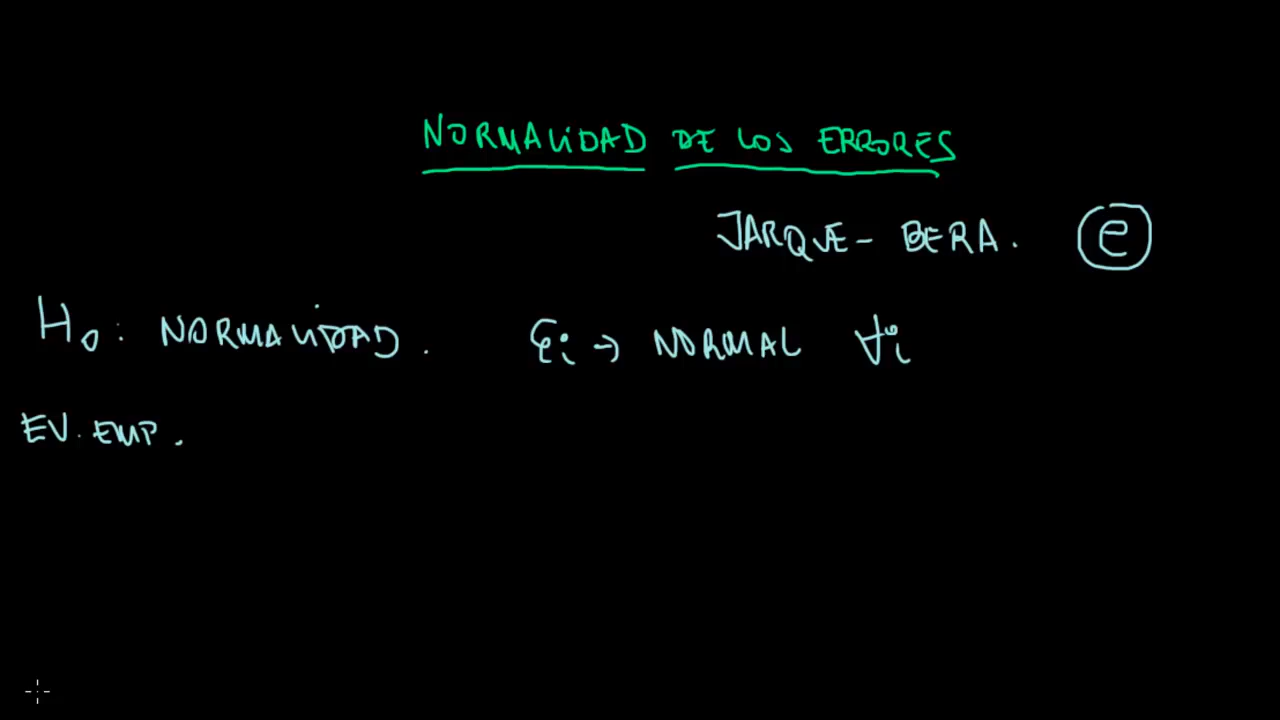 NORMALIDAD DE LOS ERRORES
JARQUE-BERA. e
H0: NORMALIDAD. εi → NORMAL ∀i
EV. EMP.